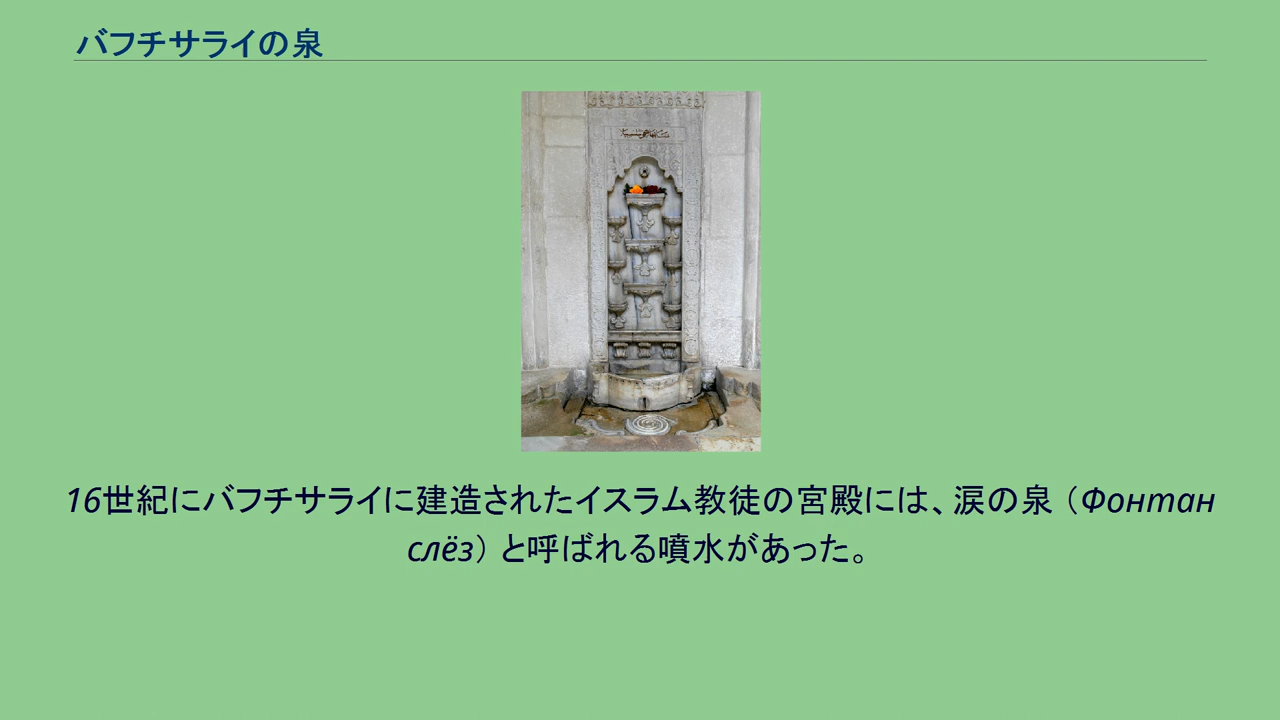 バフチサライの泉
16世紀にバフチサライに建造されたイスラム教徒の宮殿には、涙の泉（Фонтан
слёз）と呼ばれる噴水があった。